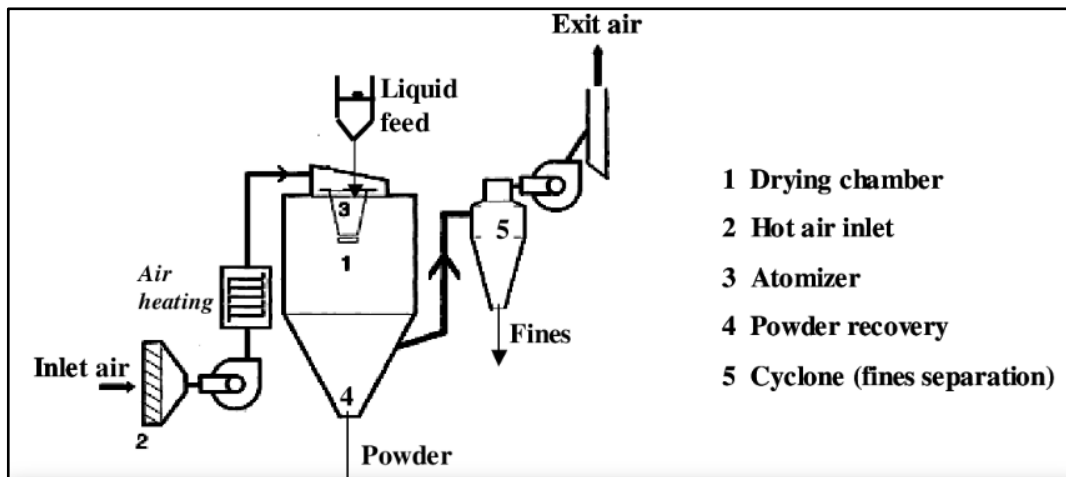 Exit air
Liquid
feed
3
5
1
Air
heating
Fines
Inlet air
4
2
Powder
1 Drying chamber
2 Hot air inlet
3 Atomizer
4 Powder recovery
5 Cyclone (fines separation)